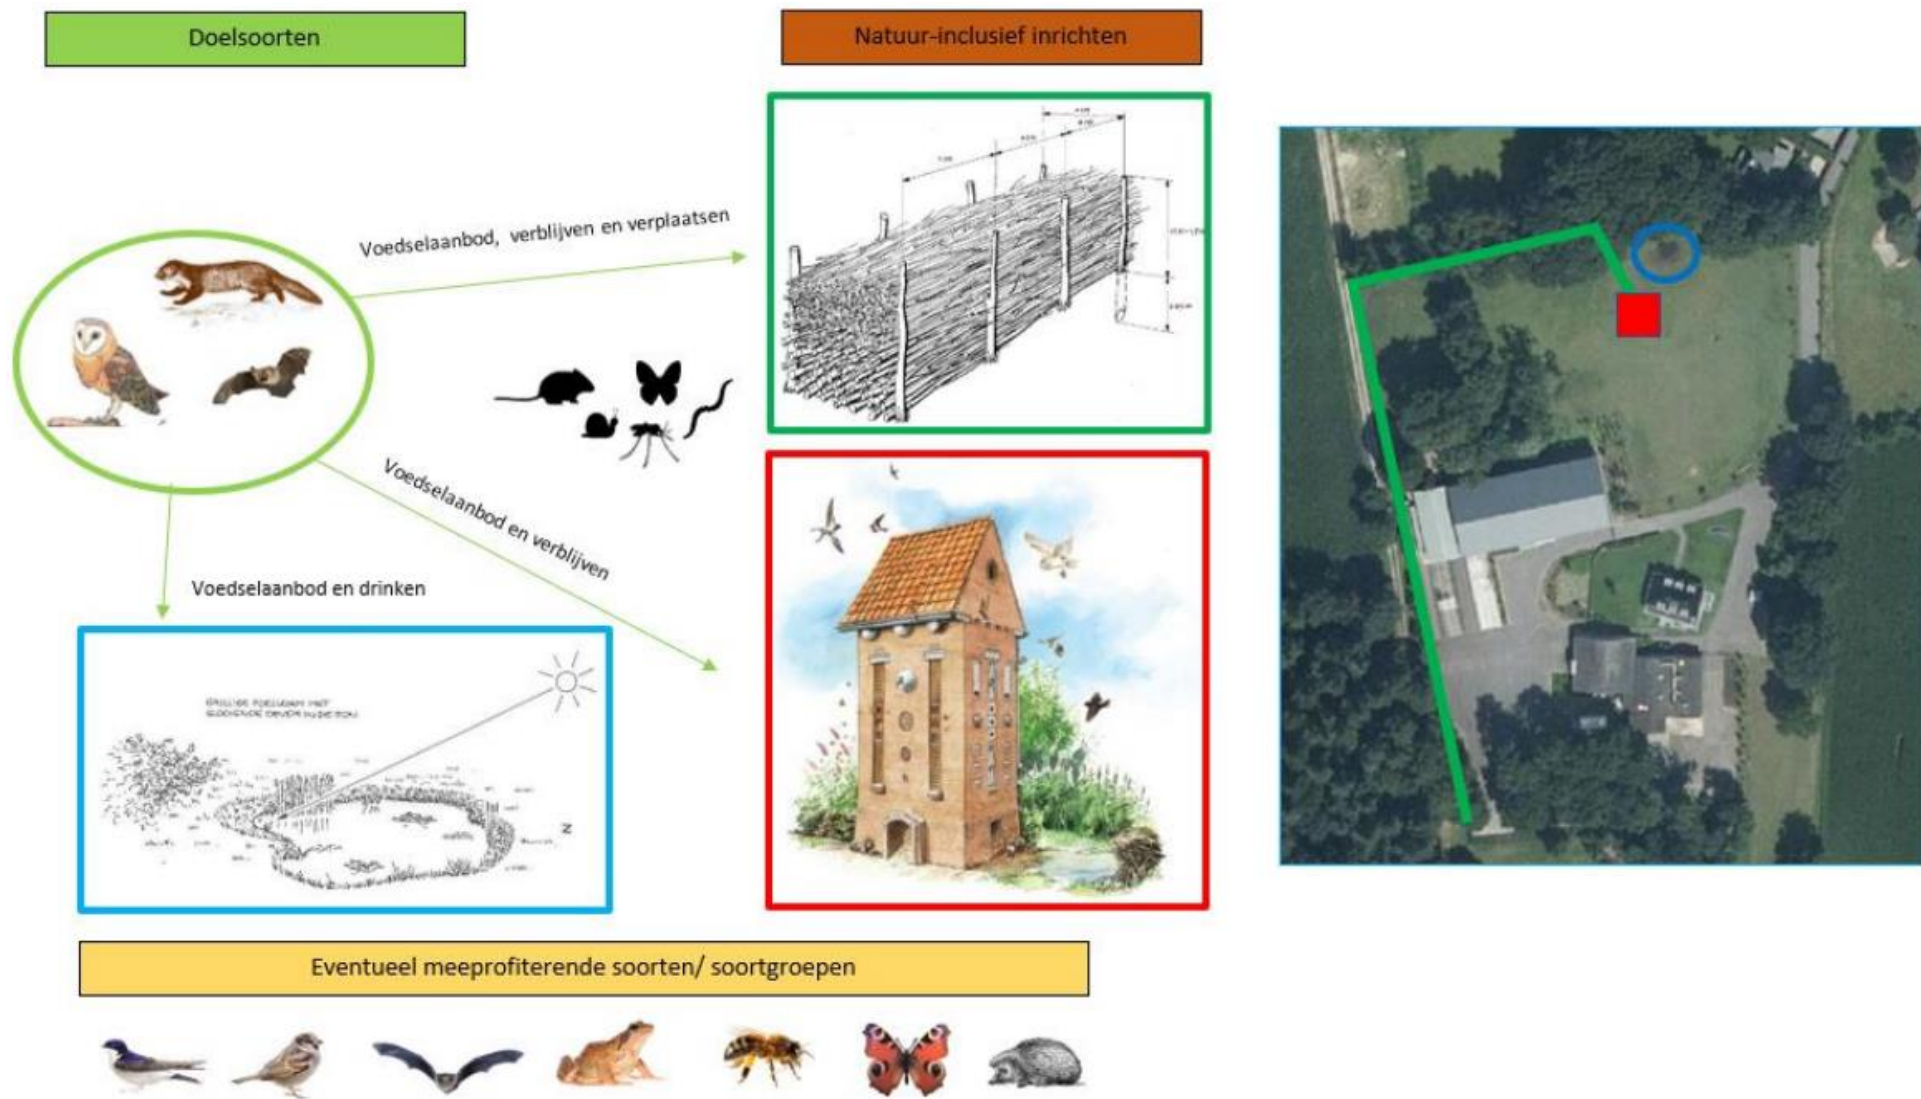 Doelsoorten
Natuur-inclusief inrichten
Voedselaanbod, verblijven en verplaatsen
Voedselaanbod en verblijven
Voedselaanbod en drinken
N
Eventueel meeprofiterende soorten/ soortgroepen